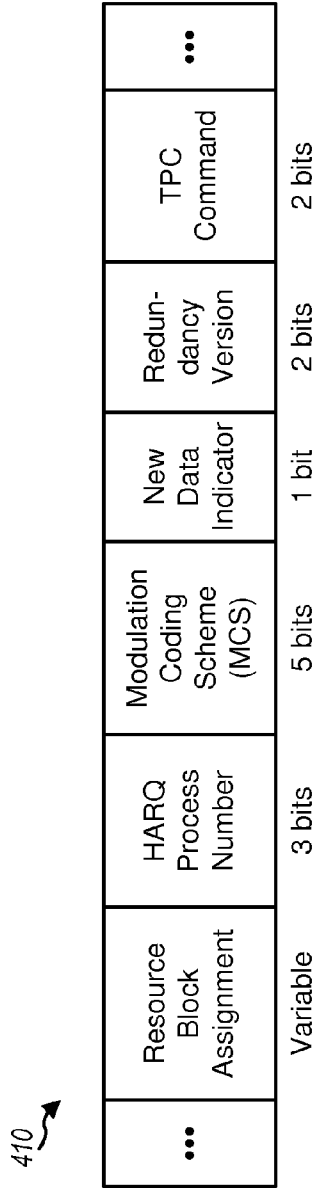 410
•••
Resource
Block
Assignment
HARQ
Process
Number
Modulation
Coding
Scheme
(MCS)
New
Data
Indicator
Redun-
dancy
Version
TPC
Command
•••
Variable
3 bits
5 bits
1 bit
2 bits
2 bits